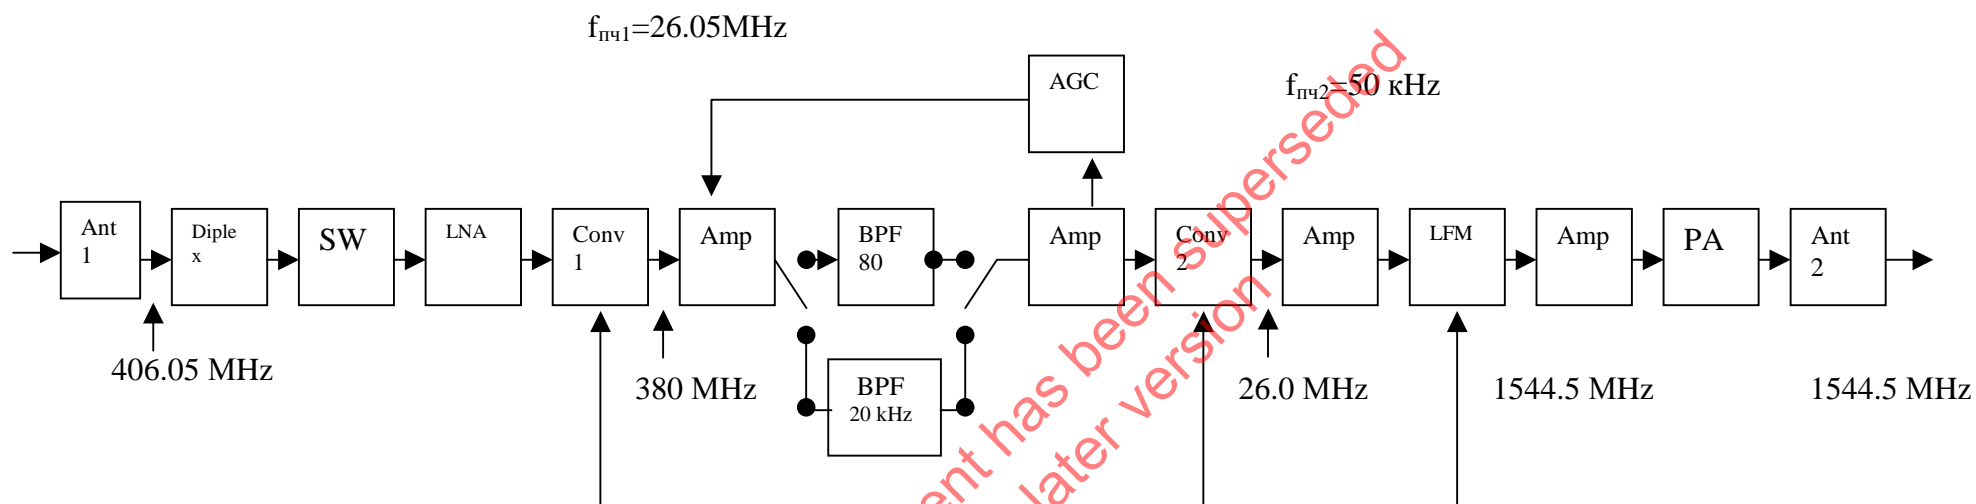 fпч1=26.05MHz
AGC
fпч2=50 кHz
Ant
1
Diple
x
SW
LNA
Conv
1
Amp
BPF
80
Amp
Conv
2
Amp
LFM
Amp
PA
Ant
2
406.05 MHz
380 MHz
BPF
20 kHz
26.0 MHz
1544.5 MHz
1544.5 MHz
ent has been superseded
later version